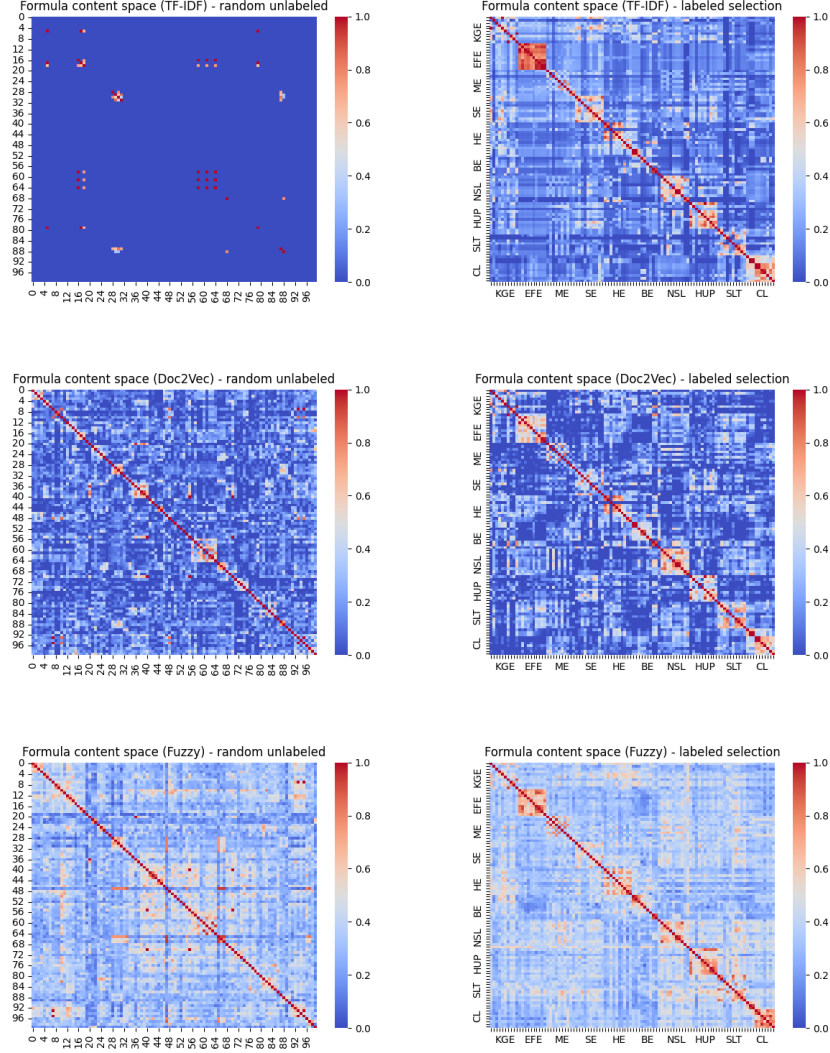 Formula content space (TF-IDF) - random unlabeled
0
4
8
12
16
20
24
28
32
36
40
44
48
52
56
60
64
68
72
76
80
84
88
92
96
0 4 8 12 16 20 24 28 32 36 40 44 48 52 56 60 64 68 72 76 80 84 88 92 96
1.0
0.8
0.6
0.4
0.2
0.0
Formula content space (TF-IDF) - labeled selection
KGE
EFE
ME
SE
HE
BE
NSL
HUP
SLT
CL
KGE EFE ME SE HE BE NSL HUP SLT CL
1.0
0.8
0.6
0.4
0.2
0.0
Formula content space (Doc2Vec) - random unlabeled
0
4
8
12
16
20
24
28
32
36
40
44
48
52
56
60
64
68
72
76
80
84
88
92
96
0 4 8 12 16 20 24 28 32 36 40 44 48 52 56 60 64 68 72 76 80 84 88 92 96
1.0
0.8
0.6
0.4
0.2
0.0
Formula content space (Doc2Vec) - labeled selection
KGE
EFE
ME
SE
HE
BE
NSL
HUP
SLT
CL
KGE EFE ME SE HE BE NSL HUP SLT CL
1.0
0.8
0.6
0.4
0.2
0.0
Formula content space (Fuzzy) - random unlabeled
0
4
8
12
16
20
24
28
32
36
40
44
48
52
56
60
64
68
72
76
80
84
88
92
96
0 4 8 12 16 20 24 28 32 36 40 44 48 52 56 60 64 68 72 76 80 84 88 92 96
1.0
0.8
0.6
0.4
0.2
0.0
Formula content space (Fuzzy) - labeled selection
KGE
EFE
ME
SE
HE
BE
NSL
HUP
SLT
CL
KGE EFE ME SE HE BE NSL HUP SLT CL
1.0
0.8
0.6
0.4
0.2
0.0